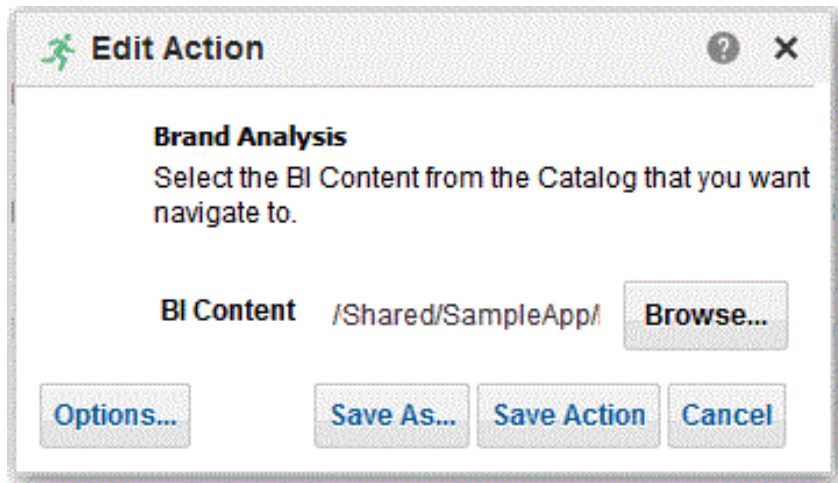 Edit Action
Brand Analysis
Select the BI Content from the Catalog that you want
navigate to.
BI Content /Shared/SampleApp/ Browse...
Options... Save As... Save Action Cancel